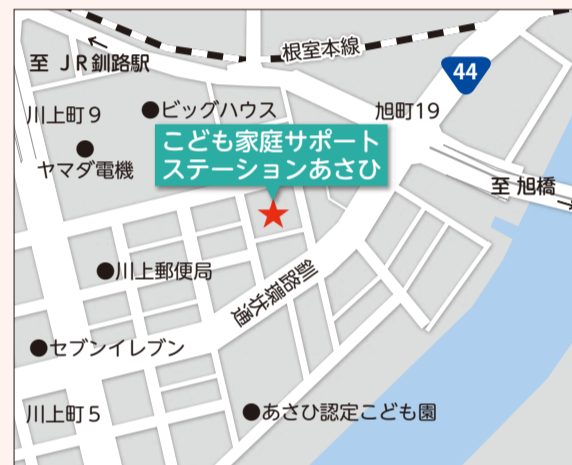 根室本線
至 JR釧路駅
44
川上町9
●ビッグハウス
旭町19
ヤマダ電機
こども家庭サポート
ステーションあさひ
至 旭橋
●川上郵便局
釧路環状通
●セブンイレブン
川上町5
●あさひ認定こども園